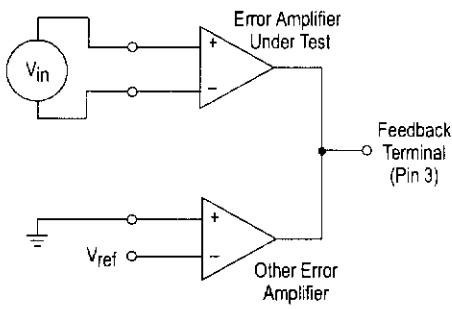 Error Amplifier
Under Test
Vin
+
−
Feedback
Terminal
(Pin 3)
+
Vref
−
Other Error
Amplifier